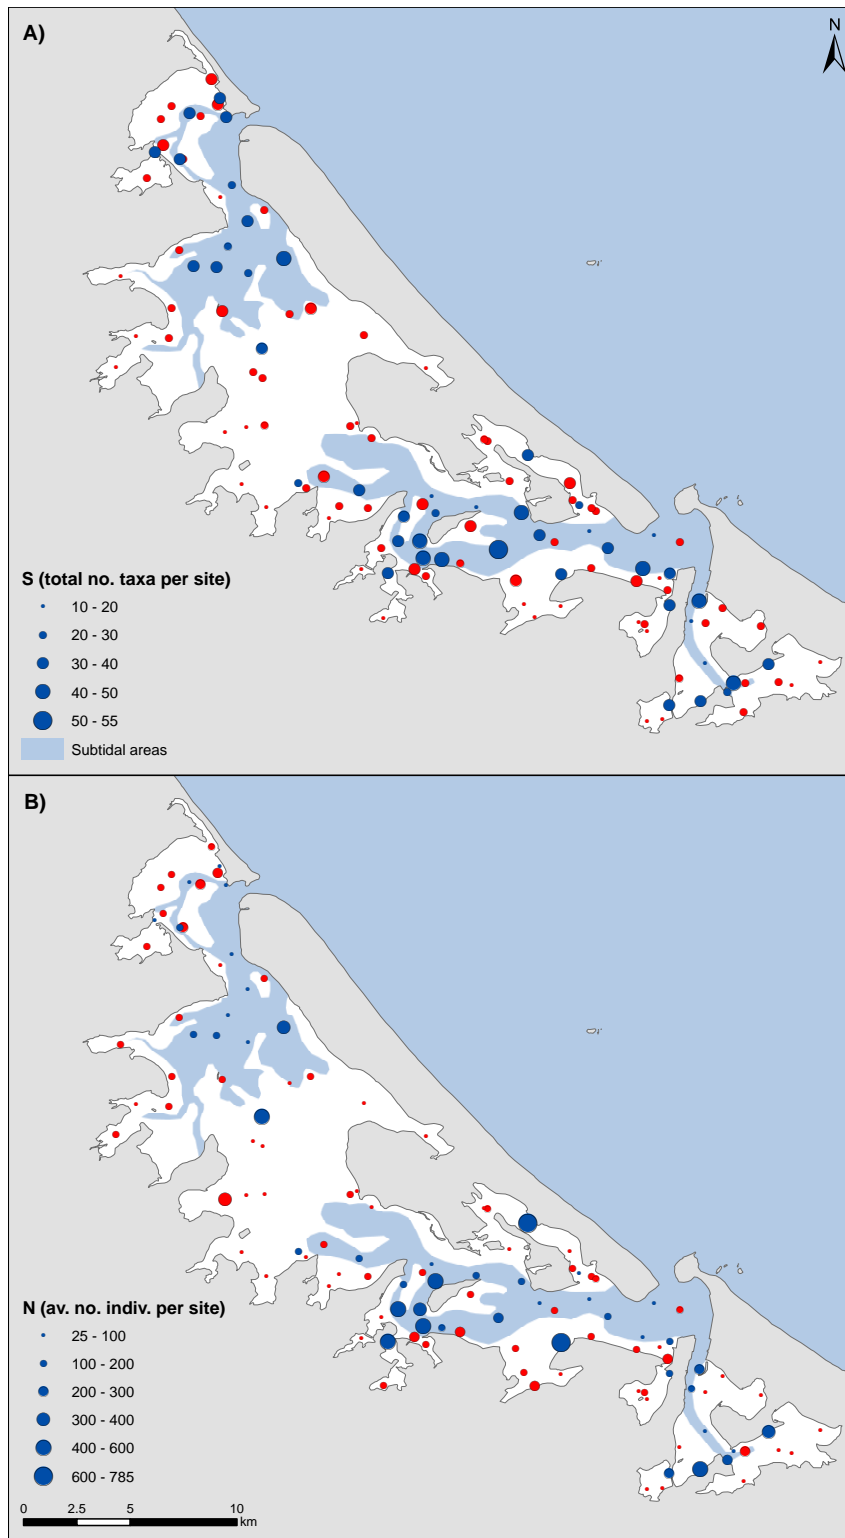 A)
N
S (total no. taxa per site)
10 - 20
20 - 30
30 - 40
40 - 50
50 - 55
Subtidal areas
B)
N (av. no. indiv. per site)
25 - 100
100 - 200
200 - 300
300 - 400
400 - 600
600 - 785
0 2.5 5 10
km